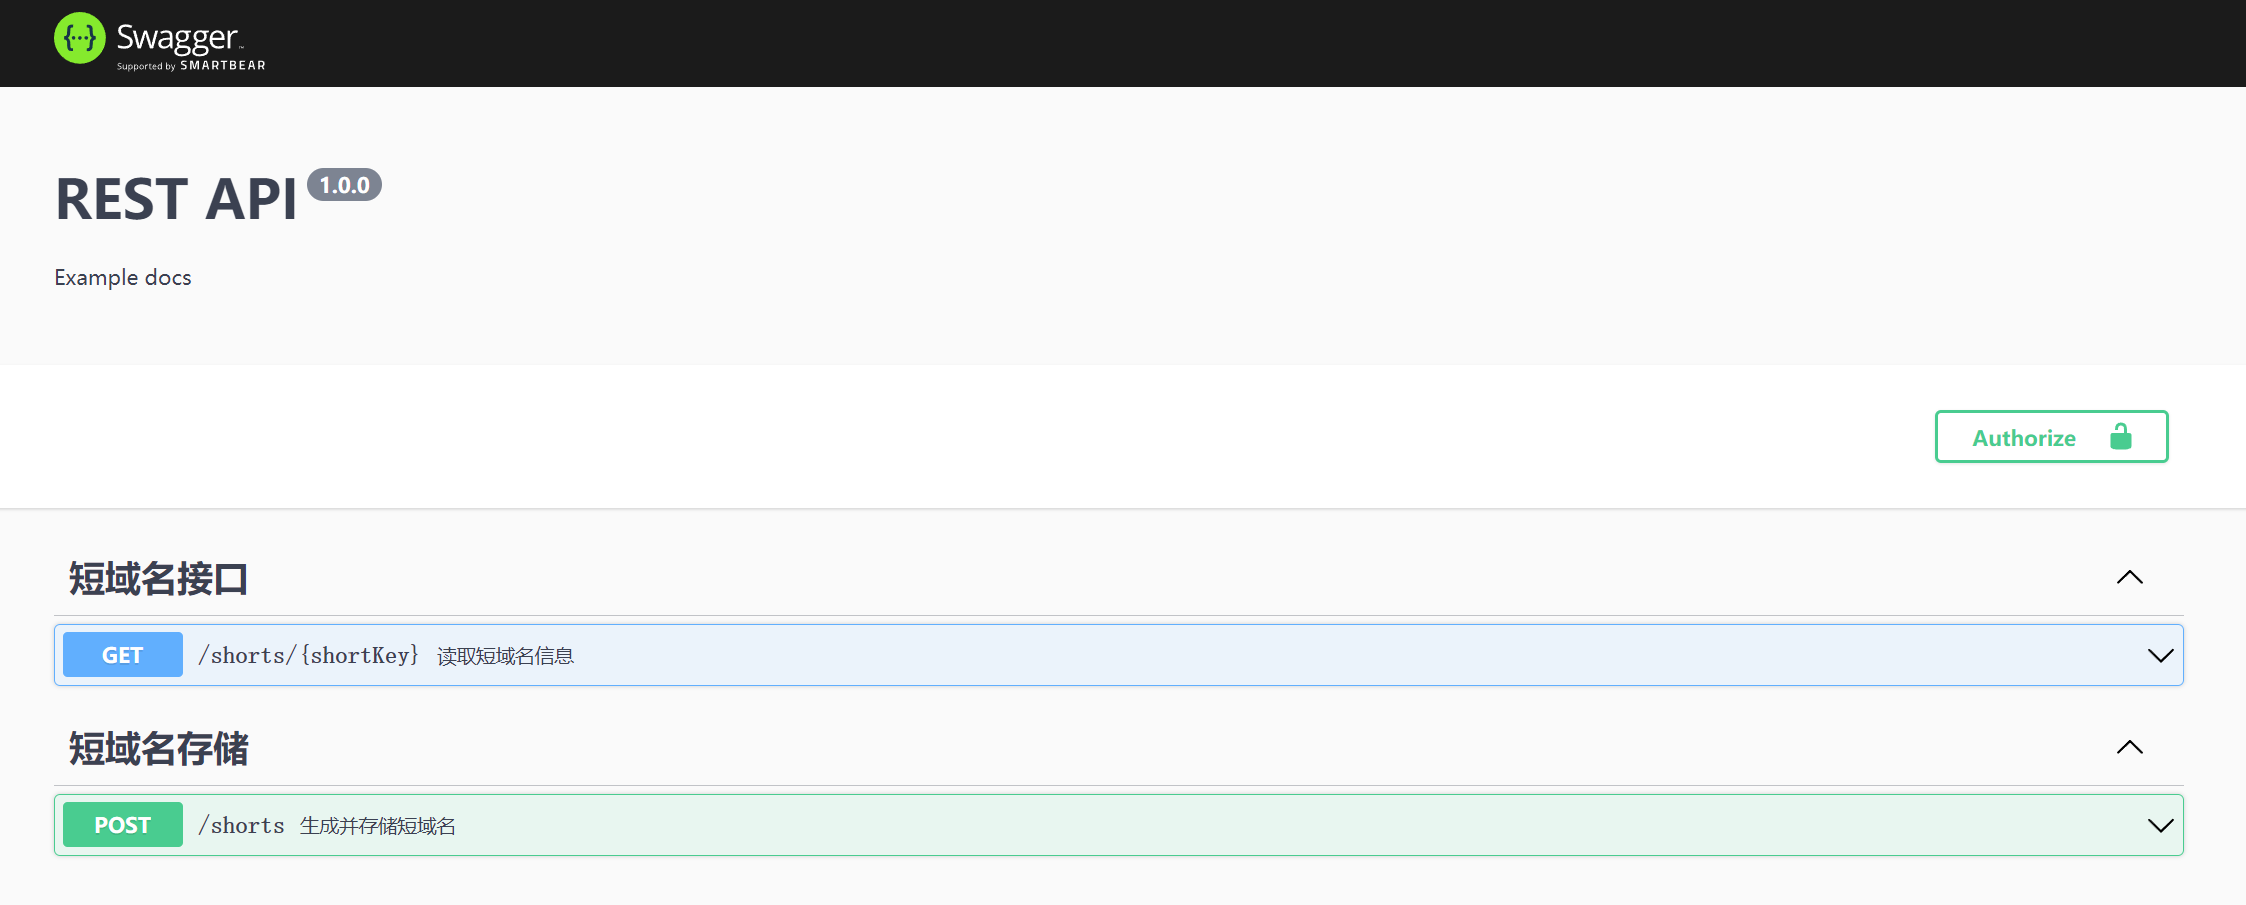 {···} Swagger™
Supported by SMARTBEAR
REST API 1.0.0
Example docs
Authorize
短域名接口
GET /shorts/{shortKey} 读取短域名信息
短域名存储
POST /shorts 生成并存储短域名